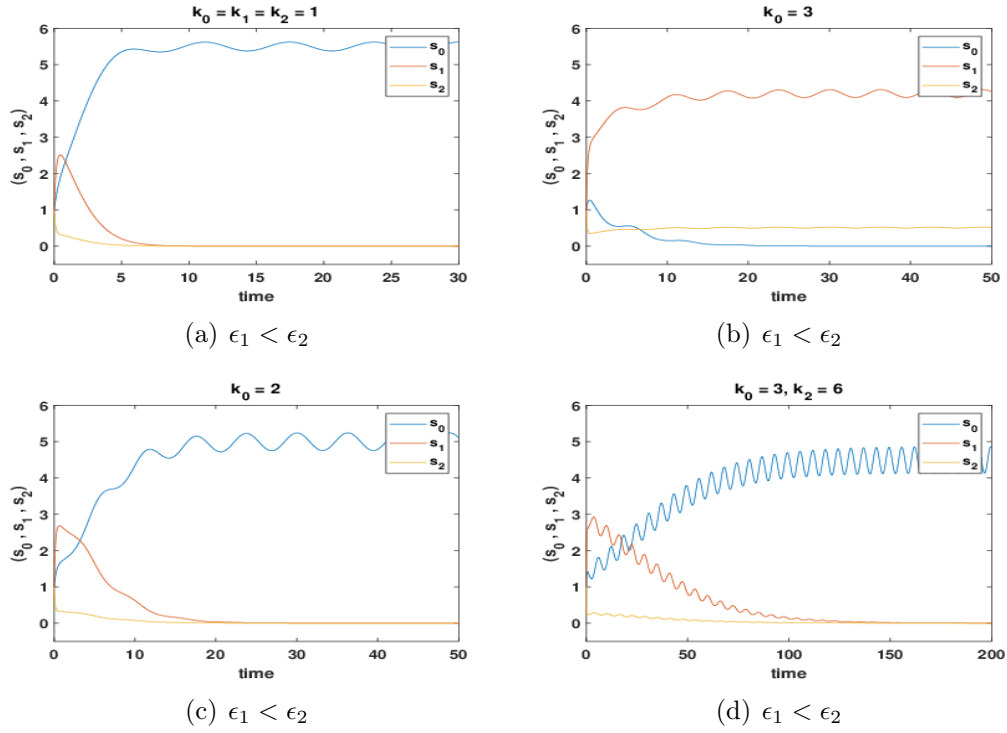 k₀ = k₁ = k₂ = 1
6
5
4
3
2
1
0
(s₀ , s₁ , s₂)
s₀
s₁
s₂
0 5 10 15 20 25 30
time
(a) ϵ₁ < ϵ₂
k₀ = 3
6
5
4
3
2
1
0
(s₀ , s₁ , s₂)
s₀
s₁
s₂
0 10 20 30 40 50
time
(b) ϵ₁ < ϵ₂
k₀ = 2
6
5
4
3
2
1
0
(s₀ , s₁ , s₂)
s₀
s₁
s₂
0 10 20 30 40 50
time
(c) ϵ₁ < ϵ₂
k₀ = 3, k₂ = 6
6
5
4
3
2
1
0
(s₀ , s₁ , s₂)
s₀
s₁
s₂
0 50 100 150 200
time
(d) ϵ₁ < ϵ₂